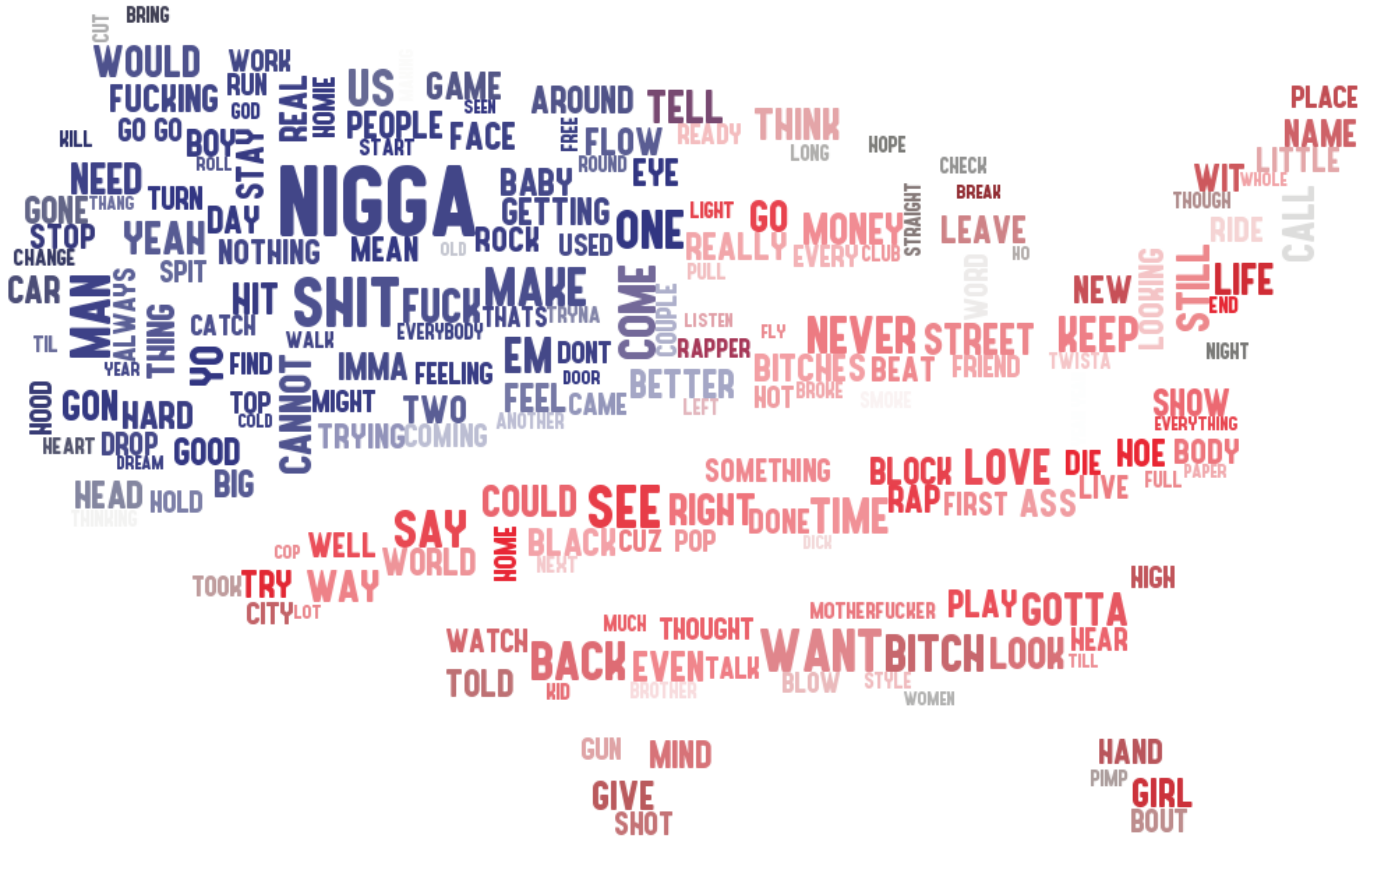 BRING
CUT
WOULD
WORK
FUCKING
RUN
REAL
HOMIE
US
GAME
SEEN
AROUND
TELL
THINK
PLACE
KILL
GO GO
GOD
BOY
ROLL
STAY
PEOPLE
START
FACE
FREE
FLOW
READY
LONG
HOPE
NAME
NEED
THANG
TURN
NIGGA
BABY
ROUND
EYE
CHECK
BREAK
WIT
WHOLE
LITTLE
GONE
STOP
CHANGE
YEAH
DAY
NOTHING
MEAN
OLD
ROCK
GETTING
USED
ONE
LIGHT
GO
MONEY
STRAIGHT
LEAVE
HO
THOUGH
RIDE
CALL
REALLY
EVERY
CLUB
PULL
CAR
MAN
ALWAYS
SPIT
HIT
SHIT
FUCK
MAKE
THATS
TRYNA
COME
COUPLE
WORD
NEW
LOOKING
STILL
LIFE
END
TIL
YEAR
THING
CATCH
YO
FIND
WALK
EVERYBODY
EM
DONT
DOOR
LISTEN
RAPPER
FLY
NEVER
STREET
KEEP
NIGHT
IMMA
FEELING
BITCHES
BEAT
FRIEND
TWISTA
HOOD
GON
HARD
TOP
COLD
CANNOT
MIGHT
TWO
FEEL
CAME
BETTER
LEFT
HOT
BROKE
SMOKE
SHOW
EVERYTHING
HEART
DROP
DREAM
GOOD
TRYING
COMING
ANOTHER
HEAD
HOLD
BIG
THINKING
SOMETHING
BLOCK
LOVE
DIE
HOE
BODY
PAPER
FULL
COULD
SEE
RIGHT
DONE
TIME
RAP
FIRST
ASS
LIVE
SAY
COP
WELL
WORLD
HOME
BLACK
CUZ
POP
NEXT
DICK
TOOK
TRY
WAY
CITY
LOT
HIGH
MOTHERFUCKER
PLAY
GOTTA
WATCH
MUCH
THOUGHT
BACK
EVEN
TALK
WANT
BITCH
LOOK
HEAR
TILL
TOLD
KID
BROTHER
BLOW
STYLE
WOMEN
GUN
MIND
HAND
PIMP
GIVE
GIRL
SHOT
BOUT